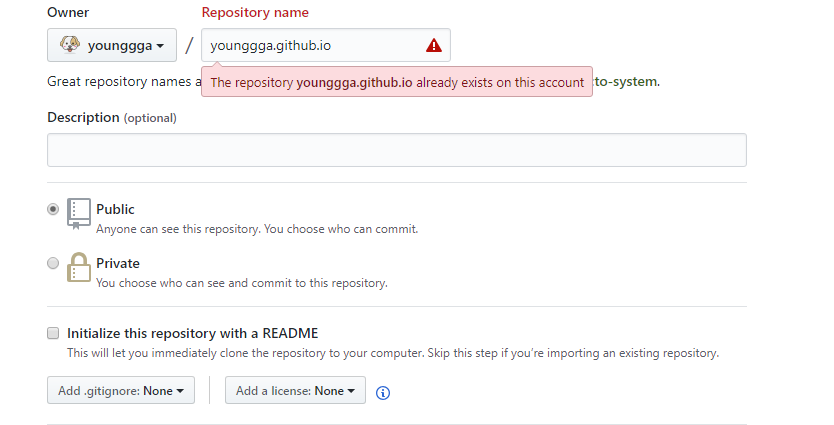 Owner
Repository name
younggga
/
younggga.github.io
Great repository names a
The repository younggga.github.io already exists on this account
to-system.
Description (optional)
Public
Anyone can see this repository. You choose who can commit.
Private
You choose who can see and commit to this repository.
Initialize this repository with a README
This will let you immediately clone the repository to your computer. Skip this step if you’re importing an existing repository.
Add .gitignore: None
Add a license: None